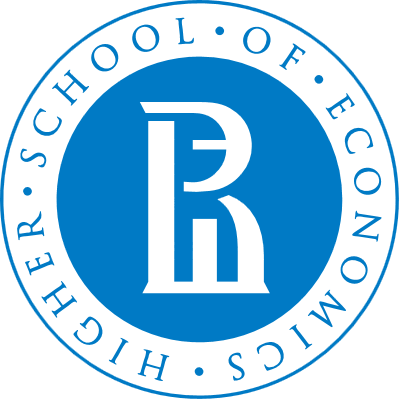 HIGHER · SCHOOL · OF · ECONOMICS ·